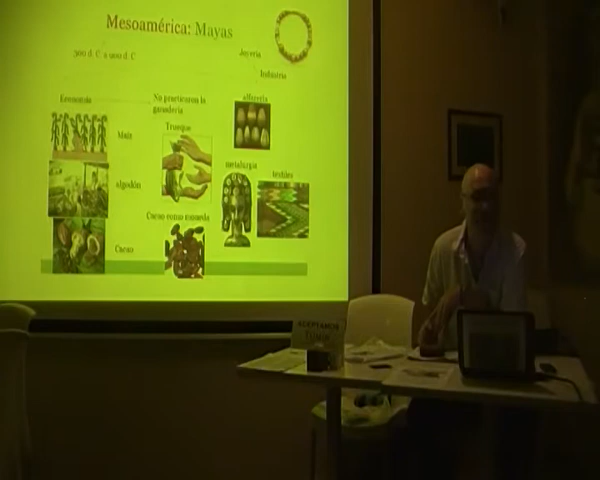 Mesoamérica: Mayas
300 d. C a 900 d. C
Joyería
Industria
Economía
No practicaron la
ganadería
alfarería
Trueque
Maíz
metalurgia
textiles
algodón
Cacao como moneda
Cacao
ACEPTAMOS